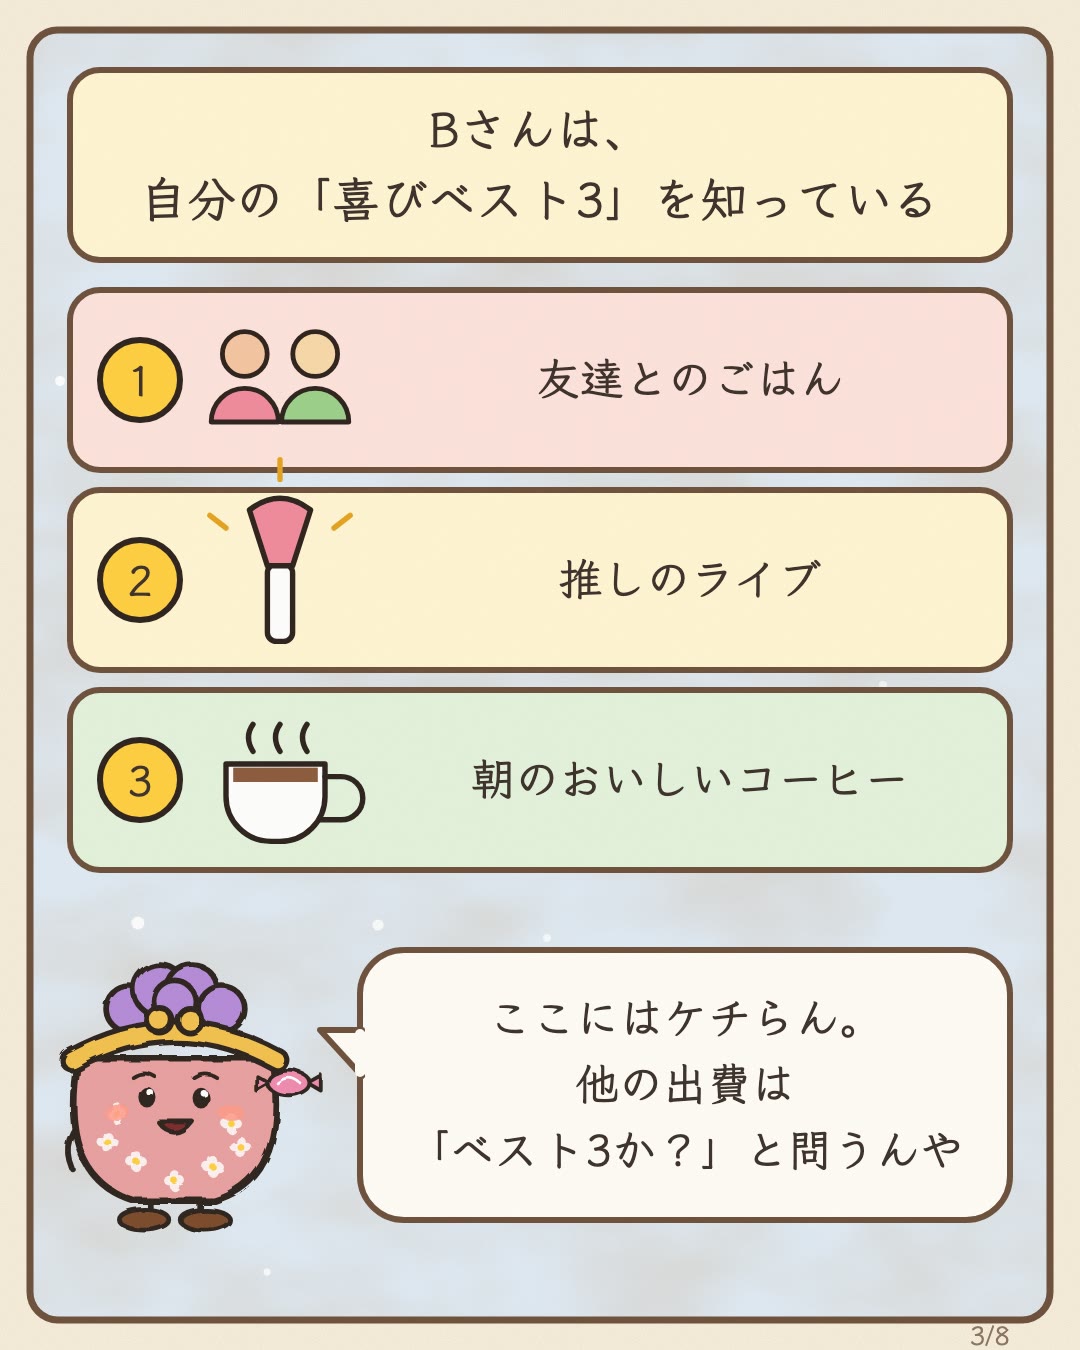 Bさんは、
自分の「喜びベスト3」を知っている
1
友達とのごはん
2
推しのライブ
3
朝のおいしいコーヒー
ここにはケチらん。
他の出費は
「ベスト3か？」と問うんや
3/8